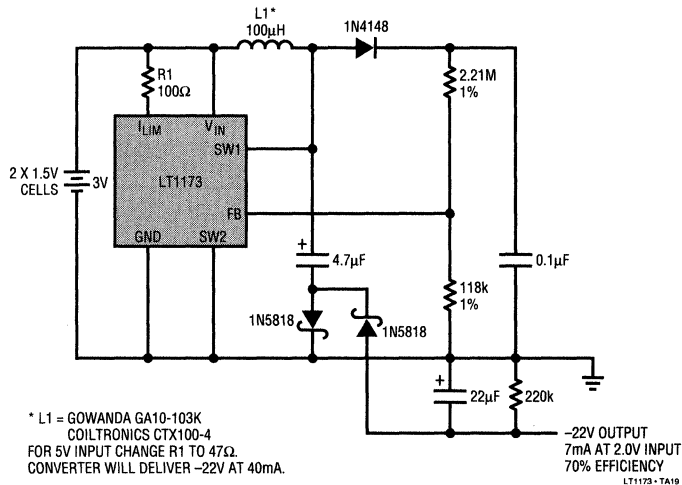 L1*
100μH
1N4148
R1
100Ω
2.21M
1%
ILIM
VIN
SW1
2 X 1.5V
CELLS
3V
LT1173
FB
GND
SW2
+
4.7μF
0.1μF
118k
1%
1N5818
1N5818
+
22μF
220k
* L1 = GOWANDA GA10-103K
COILTRONICS CTX100-4
FOR 5V INPUT CHANGE R1 TO 47Ω.
CONVERTER WILL DELIVER –22V AT 40mA.
–22V OUTPUT
7mA AT 2.0V INPUT
70% EFFICIENCY
LT1173 • TA19